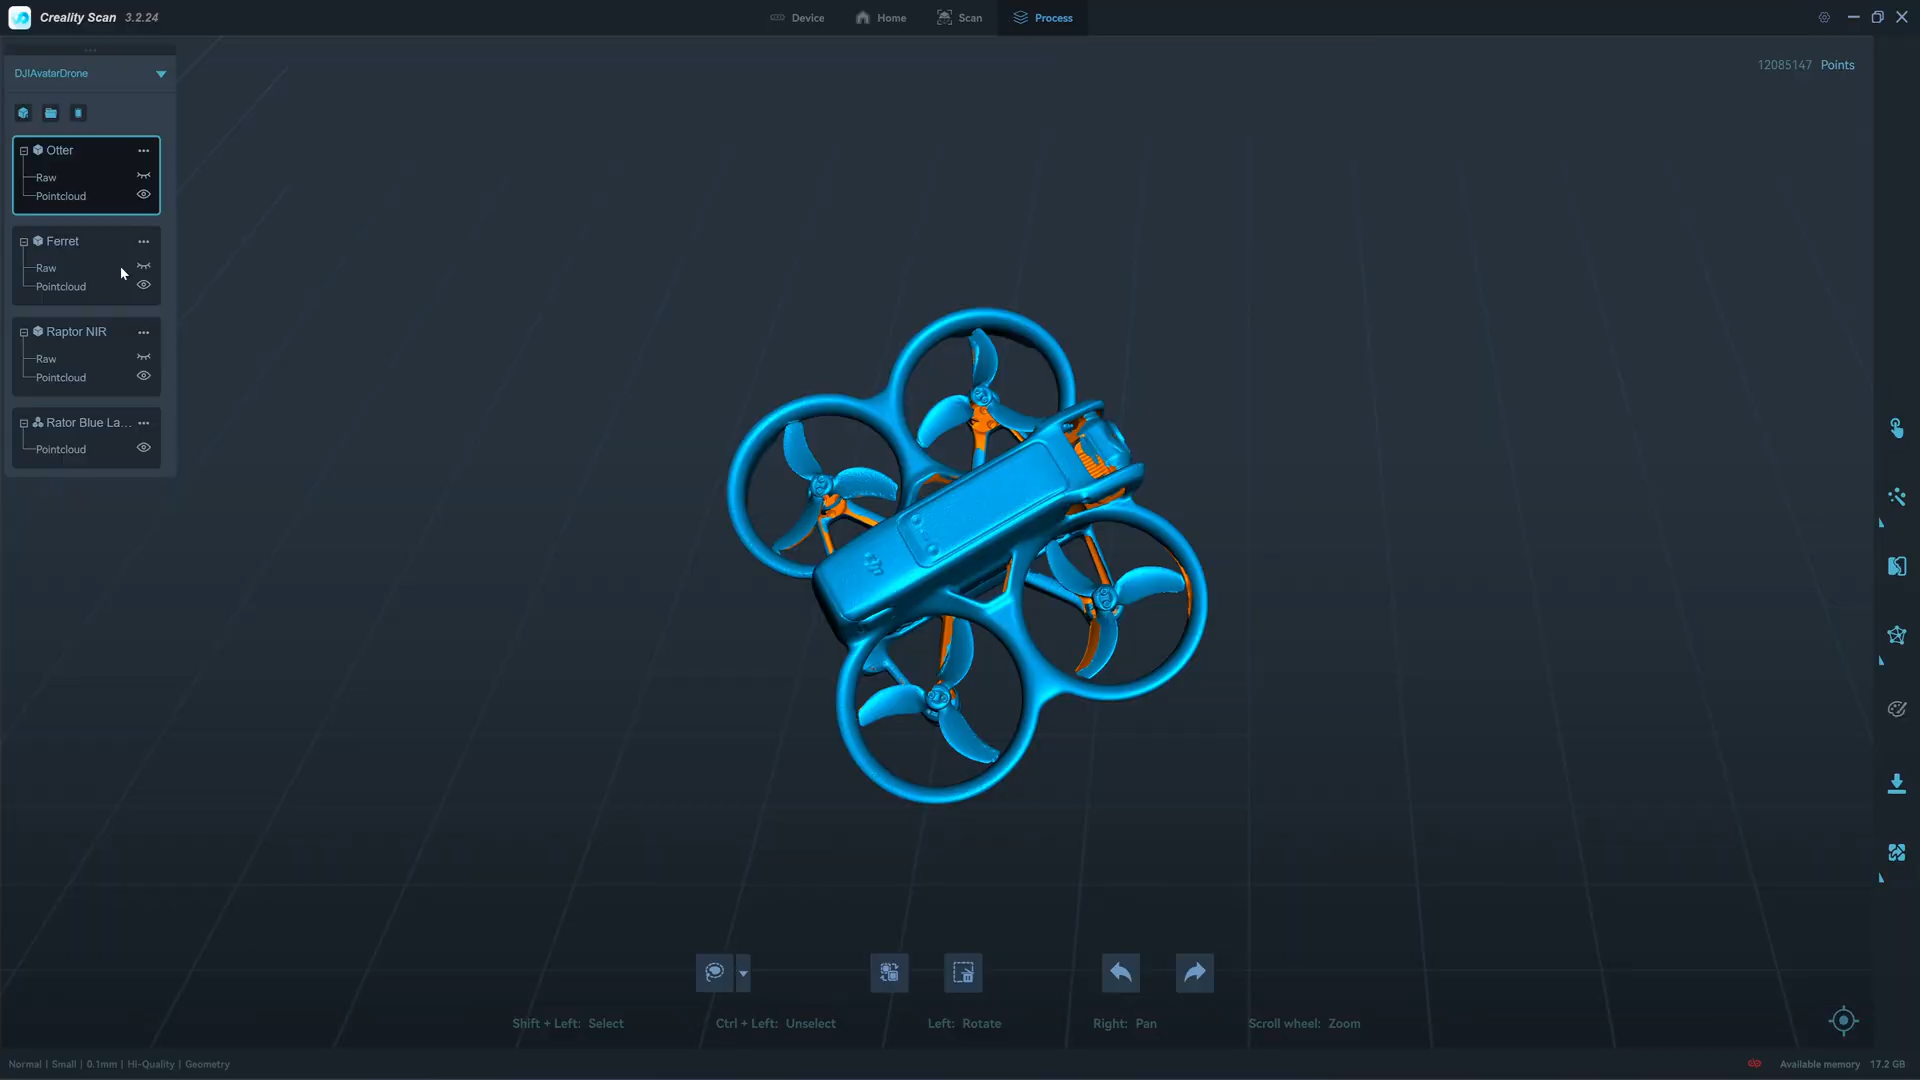 Creality Scan 3.2.24
Device
Home
Scan
Process
DJIAvatarDrone
12085147 Points
Otter
Raw
Pointcloud
Ferret
Raw
Pointcloud
Raptor NIR
Raw
Pointcloud
Rator Blue La...
Pointcloud
Shift + Left: Select
Ctrl + Left: Unselect
Left: Rotate
Right: Pan
Scroll wheel: Zoom
Normal | Small | 0.1mm | Hi-Quality | Geometry
Available memory 17.2 GB